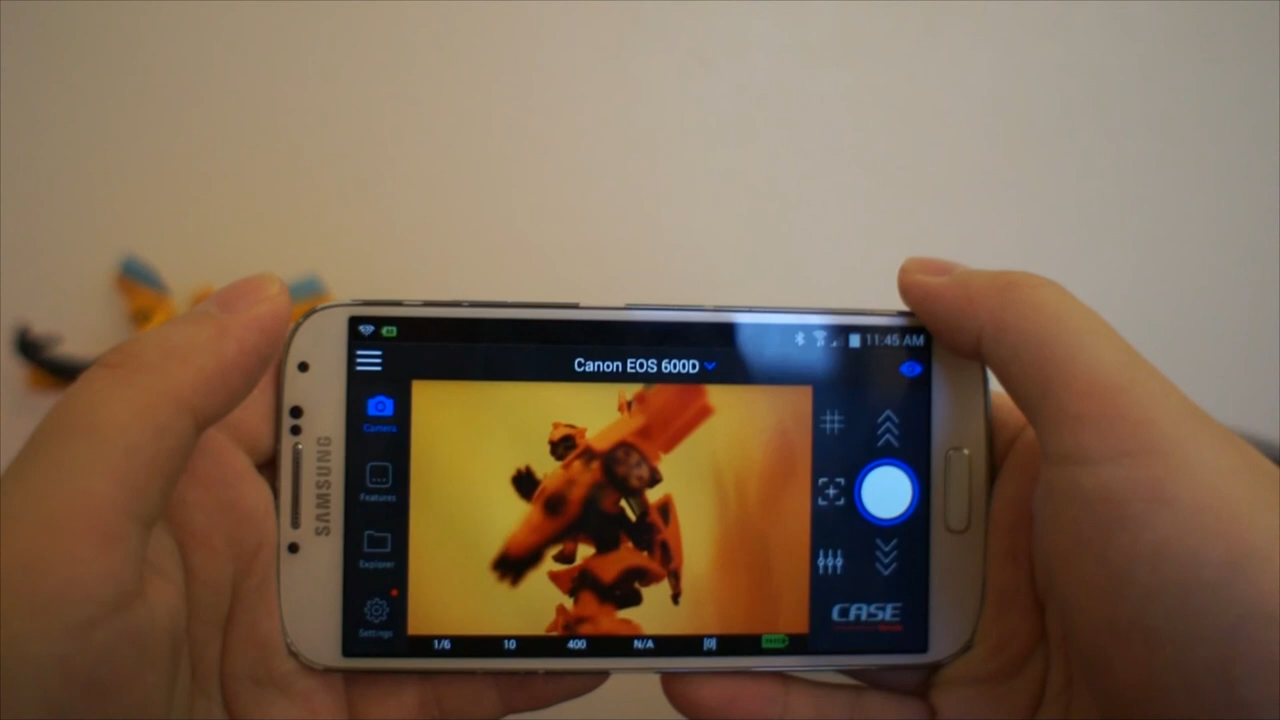 SAMSUNG
11:45 AM
Canon EOS 600D
Camera
Features
Explorer
Settings
CASE
1/6 10 400 N/A [0]